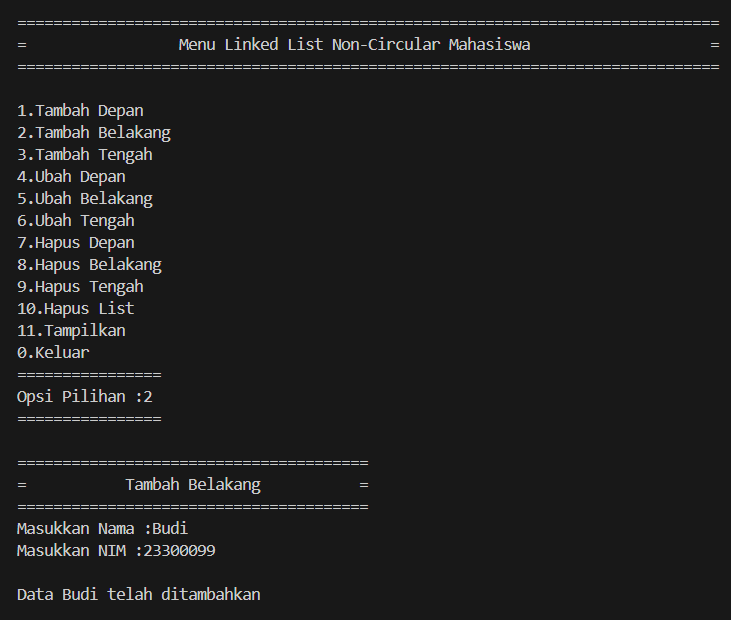 ==============================================================================
=                 Menu Linked List Non-Circular Mahasiswa                    =
==============================================================================
1.Tambah Depan
2.Tambah Belakang
3.Tambah Tengah
4.Ubah Depan
5.Ubah Belakang
6.Ubah Tengah
7.Hapus Depan
8.Hapus Belakang
9.Hapus Tengah
10.Hapus List
11.Tampilkan
0.Keluar
================
Opsi Pilihan :2
================
=======================================
=           Tambah Belakang           =
=======================================
Masukkan Nama :Budi
Masukkan NIM :23300099
Data Budi telah ditambahkan